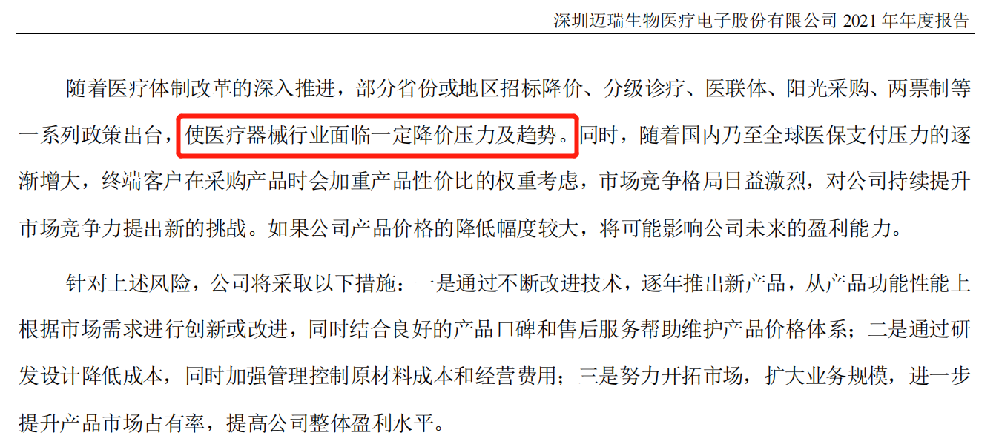 深圳迈瑞生物医疗电子股份有限公司 2021 年年度报告
随着医疗体制改革的深入推进，部分省份或地区招标降价、分级诊疗、医联体、阳光采购、两票制等
一系列政策出台，使医疗器械行业面临一定降价压力及趋势。同时，随着国内乃至全球医保支付压力的逐
渐增大，终端客户在采购产品时会加重产品性价比的权重考虑，市场竞争格局日益激烈，对公司持续提升
市场竞争力提出新的挑战。如果公司产品价格的降低幅度较大，将可能影响公司未来的盈利能力。
针对上述风险，公司将采取以下措施：一是通过不断改进技术，逐年推出新产品，从产品功能性能上
根据市场需求进行创新或改进，同时结合良好的产品口碑和售后服务帮助维护产品价格体系；二是通过研
发设计降低成本，同时加强管理控制原材料成本和经营费用；三是努力开拓市场，扩大业务规模，进一步
提升产品市场占有率，提高公司整体盈利水平。